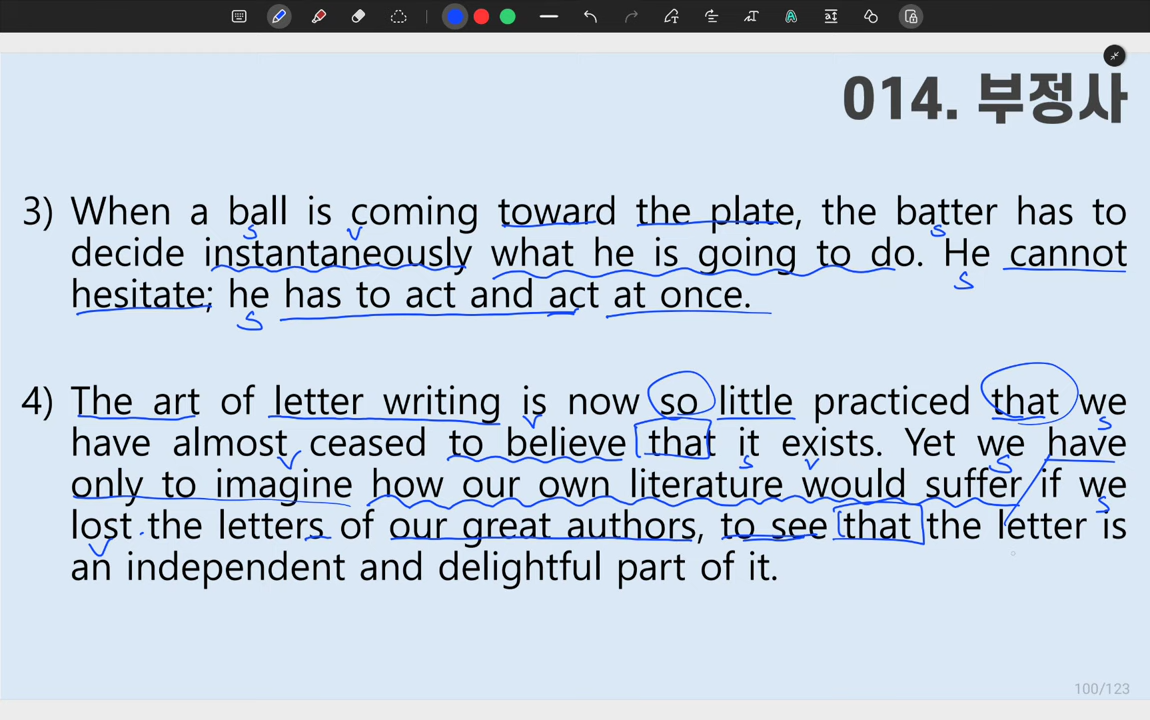 014. 부정사
3) When a ball is coming toward the plate, the batter has to
decide instantaneously what he is going to do. He cannot
hesitate; he has to act and act at once.
4) The art of letter writing is now so little practiced that we
have almost ceased to believe that it exists. Yet we have
only to imagine how our own literature would suffer if we
lost the letters of our great authors, to see that the letter is
an independent and delightful part of it.
100/123